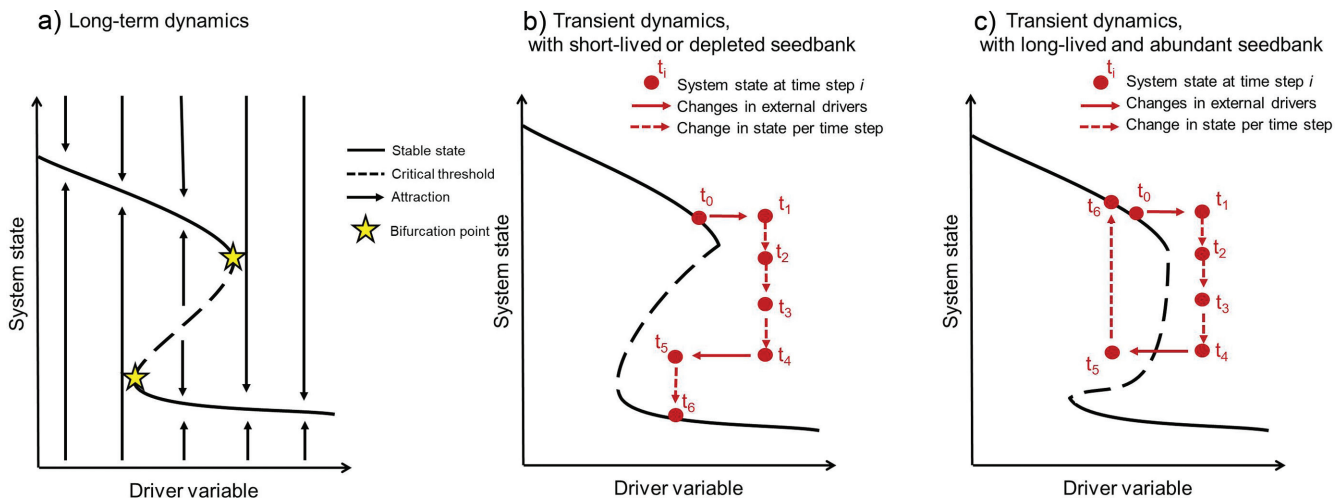 a) Long-term dynamics
System state
Driver variable
Stable state
Critical threshold
Attraction
Bifurcation point
b) Transient dynamics,
with short-lived or depleted seedbank
ti
System state at time step i
Changes in external drivers
Change in state per time step
System state
t0
t1
t2
t3
t4
t5
t6
Driver variable
c) Transient dynamics,
with long-lived and abundant seedbank
ti
System state at time step i
Changes in external drivers
Change in state per time step
System state
t0
t1
t6
t2
t3
t4
t5
Driver variable